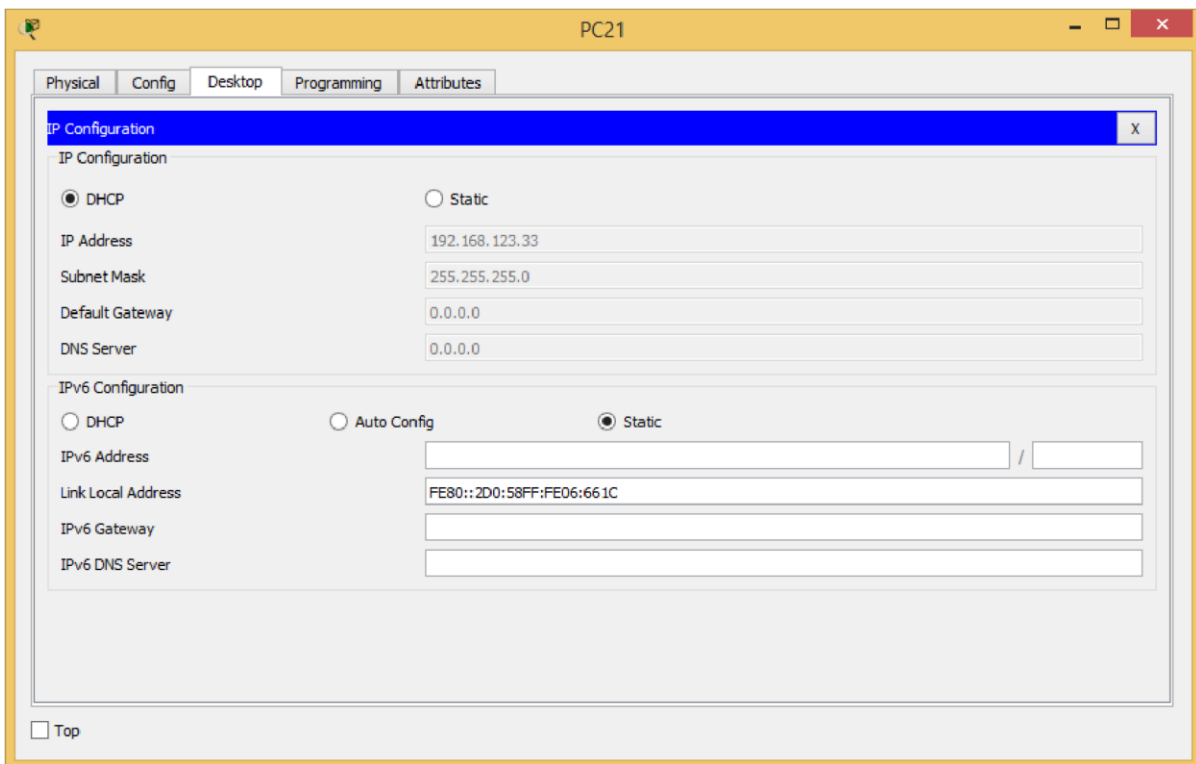 PC21
Physical Config Desktop Programming Attributes
IP Configuration X
IP Configuration
DHCP Static
IP Address 192.168.123.33
Subnet Mask 255.255.255.0
Default Gateway 0.0.0.0
DNS Server 0.0.0.0
IPv6 Configuration
DHCP Auto Config Static
IPv6 Address /
Link Local Address FE80::2D0:58FF:FE06:661C
IPv6 Gateway
IPv6 DNS Server
Top